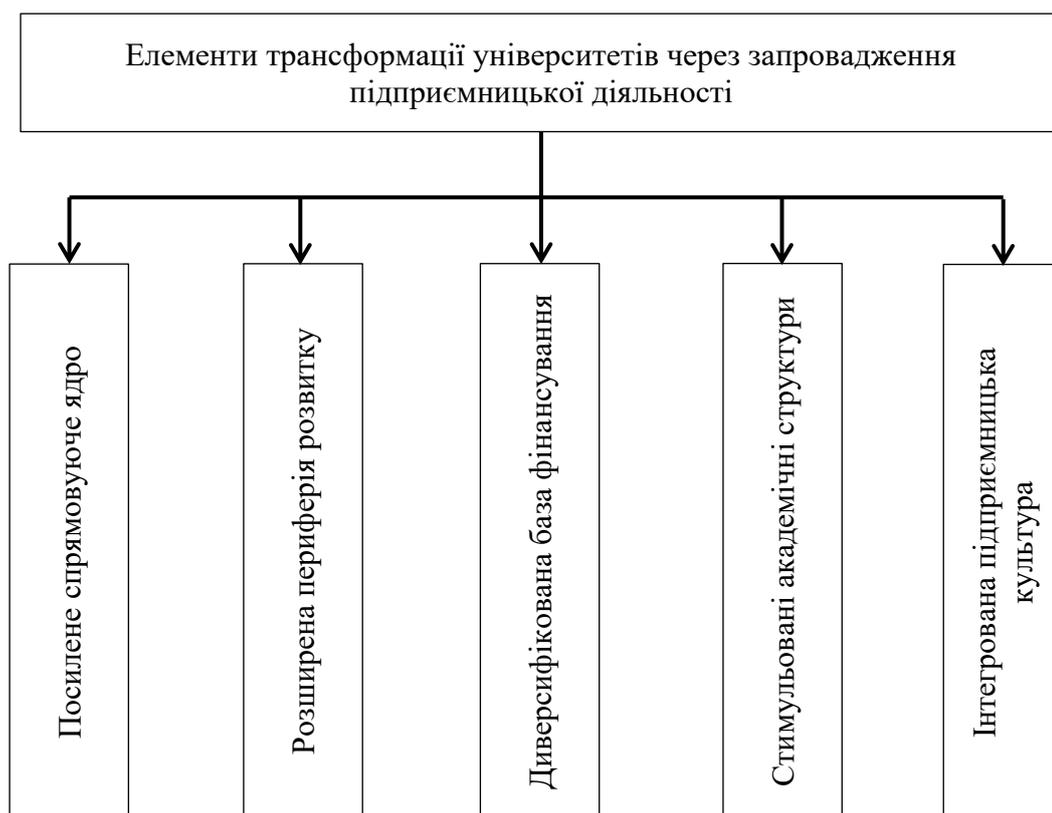 Елементи трансформації університетів через запровадження
підприємницької діяльності
Посилене спрямовуюче ядро
Розширена периферія розвитку
Диверсифікована база фінансування
Стимульовані академічні структури
Інтегрована підприємницька
культура